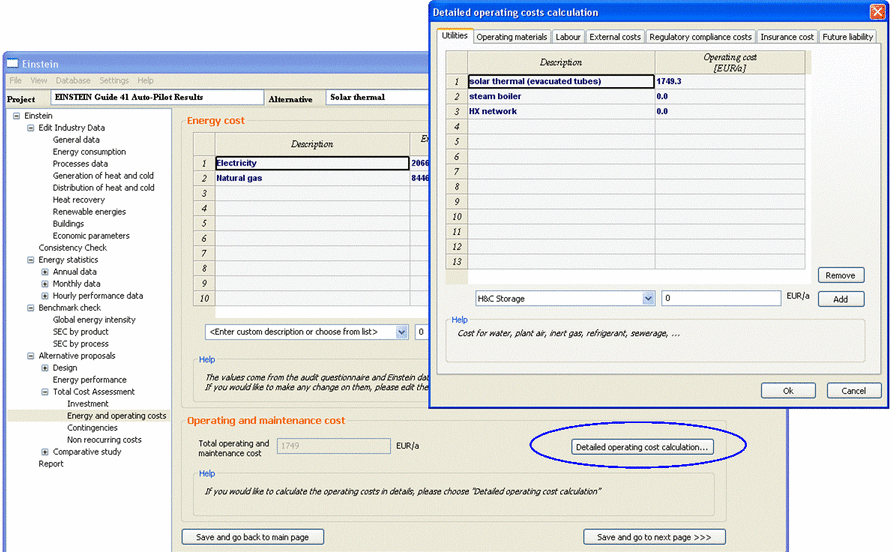 Detailed operating costs calculation
Utilities Operating materials Labour External costs Regulatory compliance costs Insurance cost Future liability
Description Operating cost [EUR/a]
1 solar thermal (evacuated tubes) 1749.3
2 steam boiler 0.0
3 HX network 0.0
4
5
6
7
8
9
10
11
12
13
Remove
H&C Storage 0 EUR/a Add
Help
Cost for water, plant air, inert gas, refrigerant, sewerage, ...
Ok Cancel
Einstein
File View Database Settings Help
Project EINSTEIN Guide 41 Auto-Pilot Results Alternative Solar thermal
Einstein
Edit Industry Data
General data
Energy consumption
Processes data
Generation of heat and cold
Distribution of heat and cold
Heat recovery
Renewable energies
Buildings
Economic parameters
Consistency Check
Energy statistics
Annual data
Monthly data
Hourly performance data
Benchmark check
Global energy intensity
SEC by product
SEC by process
Alternative proposals
Design
Energy performance
Total Cost Assessment
Investment
Energy and operating costs
Contingencies
Non reocurring costs
Comparative study
Report
Energy cost
Description
1 Electricity 2066
2 Natural gas 8446
3
4
5
6
7
8
9
10
<Enter custom description or choose from list> 0
Help
The values come from the audit questionnaire and Einstein dat
If you would like to make any change on them, please edit the
Operating and maintenance cost
Total operating and
maintenance cost 1749 EUR/a Detailed operating cost calculation...
Help
If you would like to calculate the operating costs in details, please choose "Detailed operating cost calculation"
Save and go back to main page Save and go to next page >>>